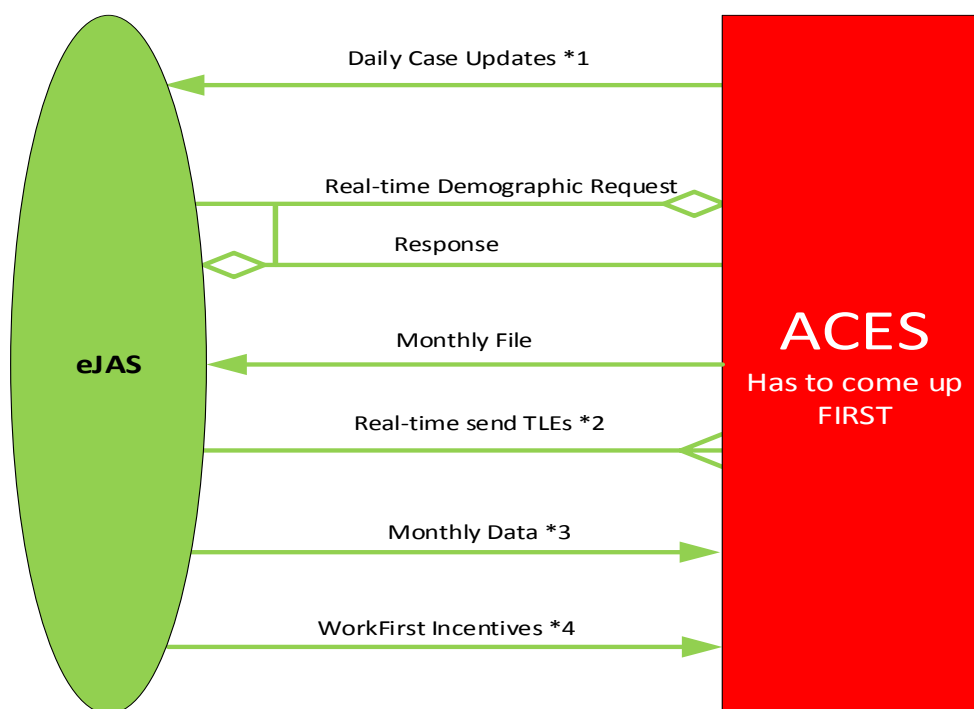 Daily Case Updates *1
Real-time Demographic Request
Response
Monthly File
eJAS
ACES
Has to come up
FIRST
Real-time send TLEs *2
Monthly Data *3
WorkFirst Incentives *4